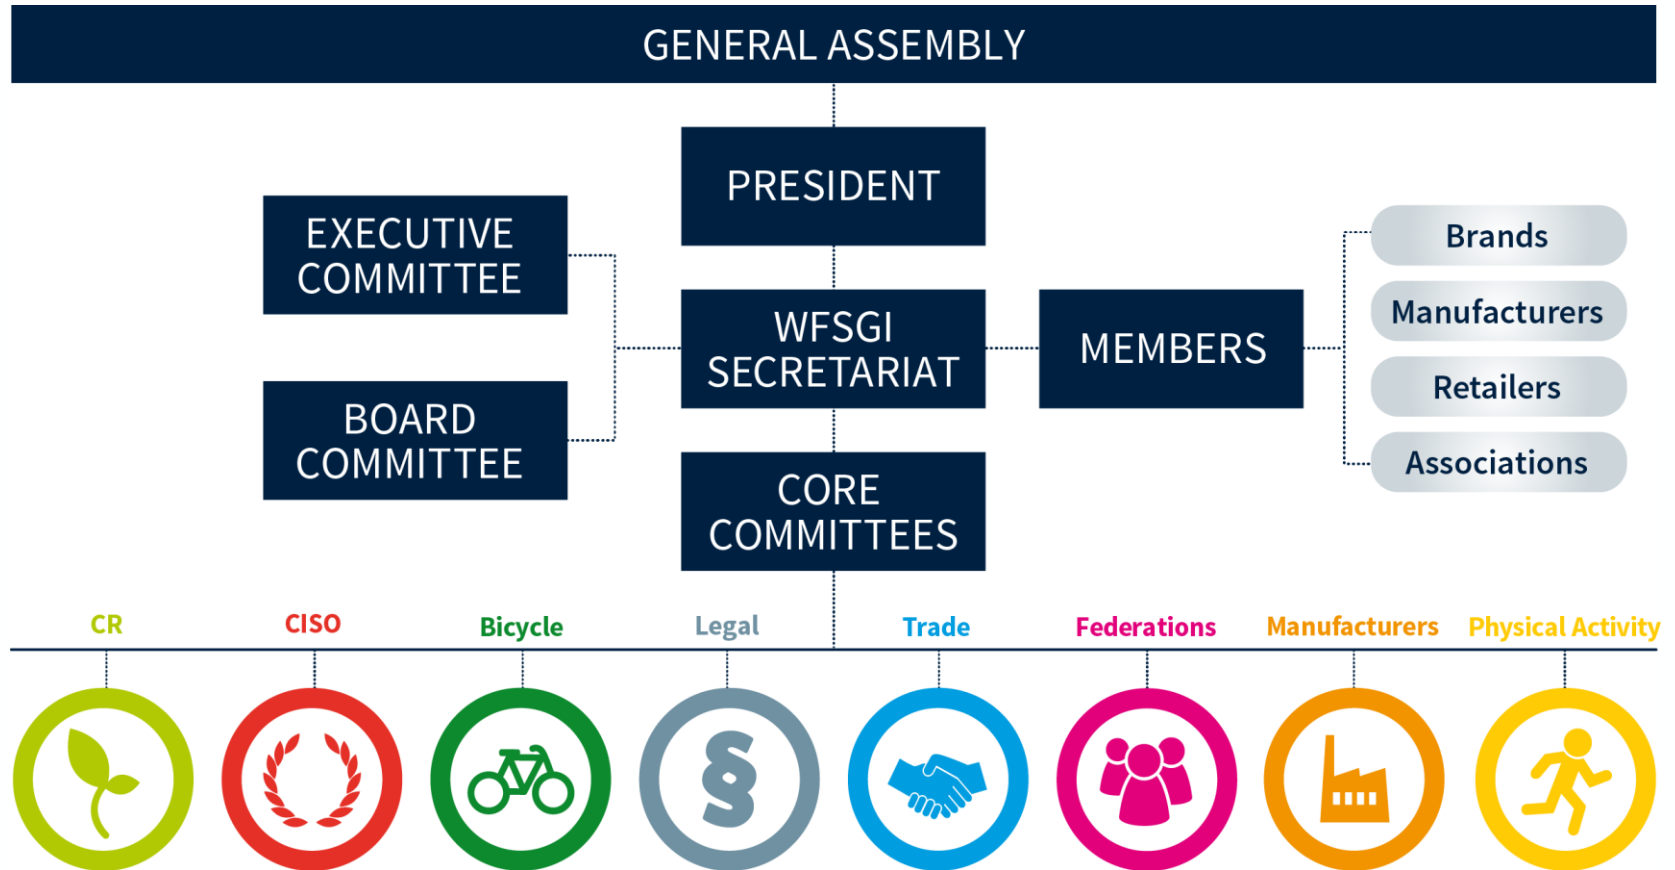 GENERAL ASSEMBLY
PRESIDENT
EXECUTIVE
COMMITTEE
BOARD
COMMITTEE
WFSGI
SECRETARIAT
MEMBERS
Brands
Manufacturers
Retailers
Associations
CORE
COMMITTEES
CR
CISO
Bicycle
Legal
Trade
Federations
Manufacturers
Physical Activity
§